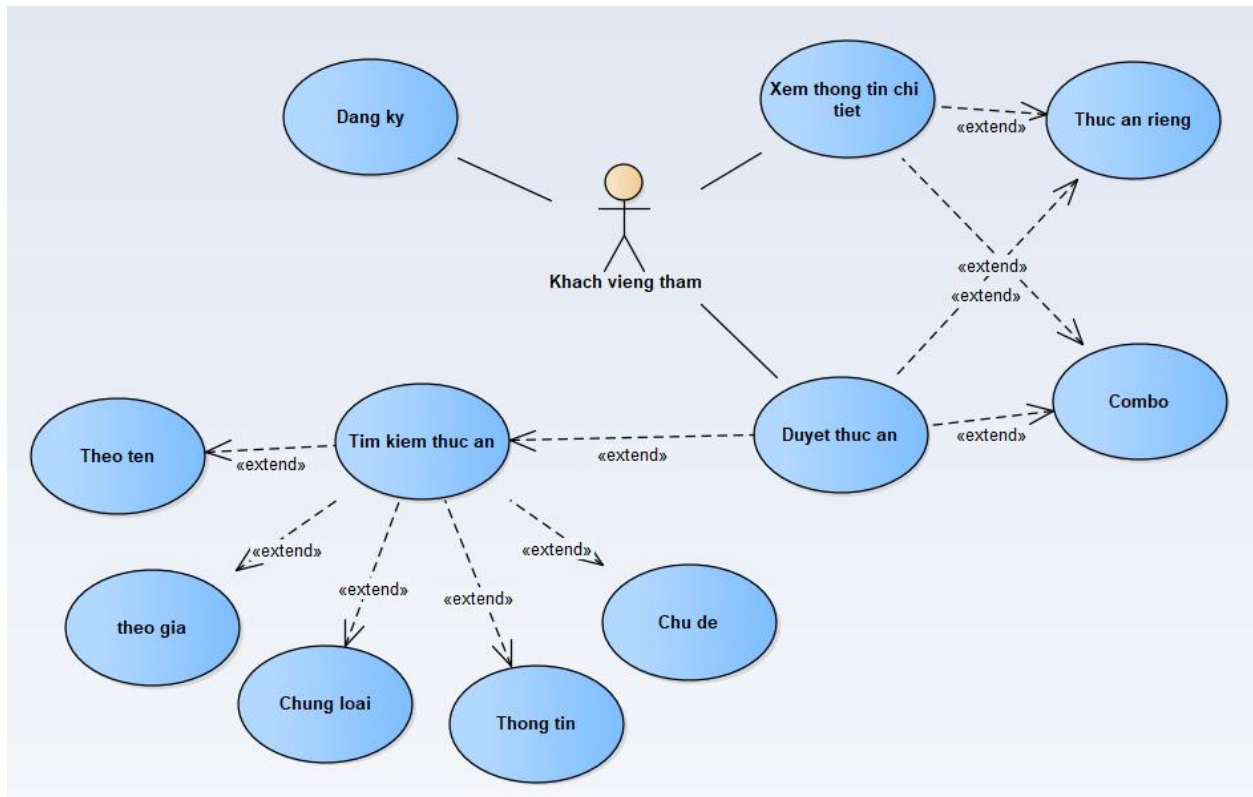 Dang ky
Xem thong tin chi
tiet
«extend»
Thuc an rieng
Khach vieng tham
«extend»
«extend»
Theo ten
«extend»
Tim kiem thuc an
«extend»
Duyet thuc an
«extend»
Combo
«extend»
«extend»
«extend»
«extend»
theo gia
Chung loai
Thong tin
Chu de